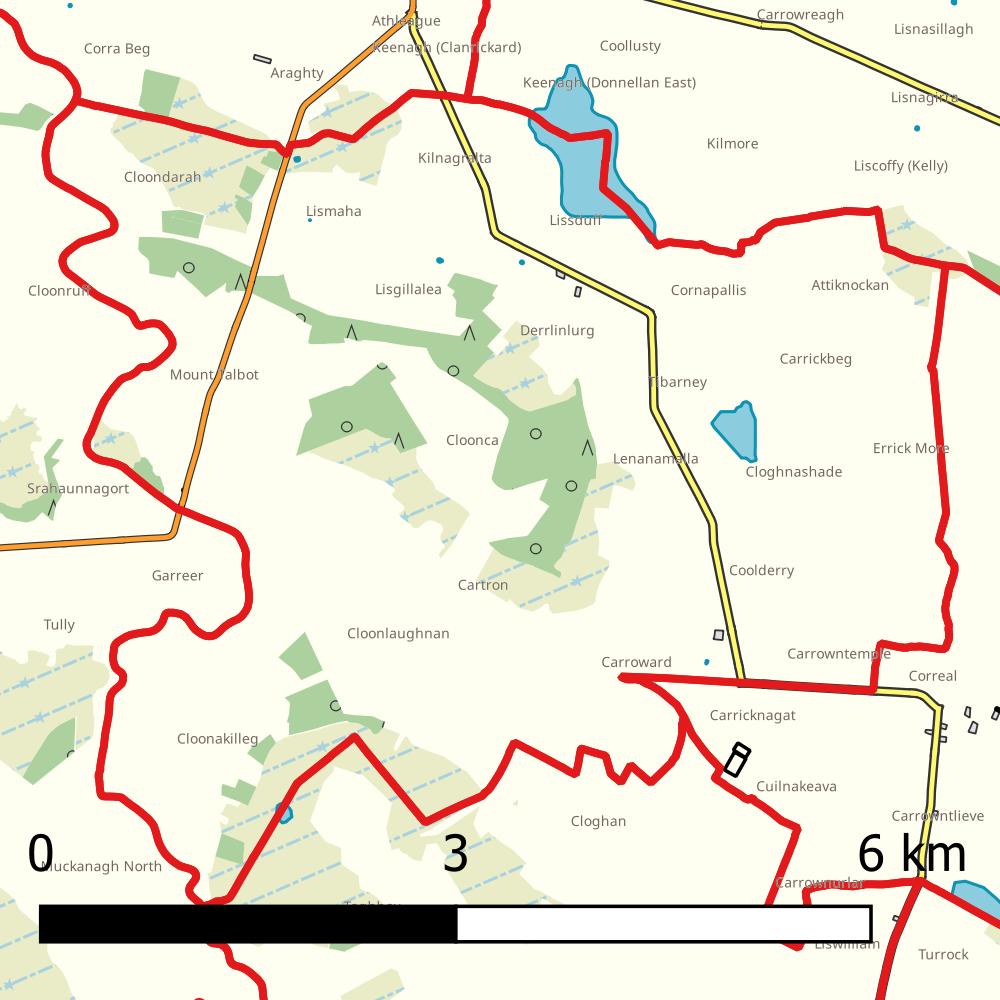 Athleague
Carrowreagh
Lisnasillagh
Corra Beg
Keenagh (Clanrickard)
Coollusty
Araghty
Keenagh (Donnellan East)
Lisnagirra
Kilmore
Kilnagralta
Liscoffy (Kelly)
Cloondarah
Lismaha
Lissduff
Cloonruff
Lisgillalea
Cornapallis
Attiknockan
Derrlinlurg
Carrickbeg
Mount Talbot
Tibarney
Cloonca
Errick More
Lenanamalla
Cloghnashade
Srahaunnagort
Garreer
Coolderry
Cartron
Tully
Cloonlaughnan
Carrowntemple
Carroward
Correal
Carricknagat
Cloonakilleg
Cuilnakeava
Carrowntlieve
Cloghan
0 3 6 km
Muckanagh North
Carrownurlar
Liswilliam
Turrock